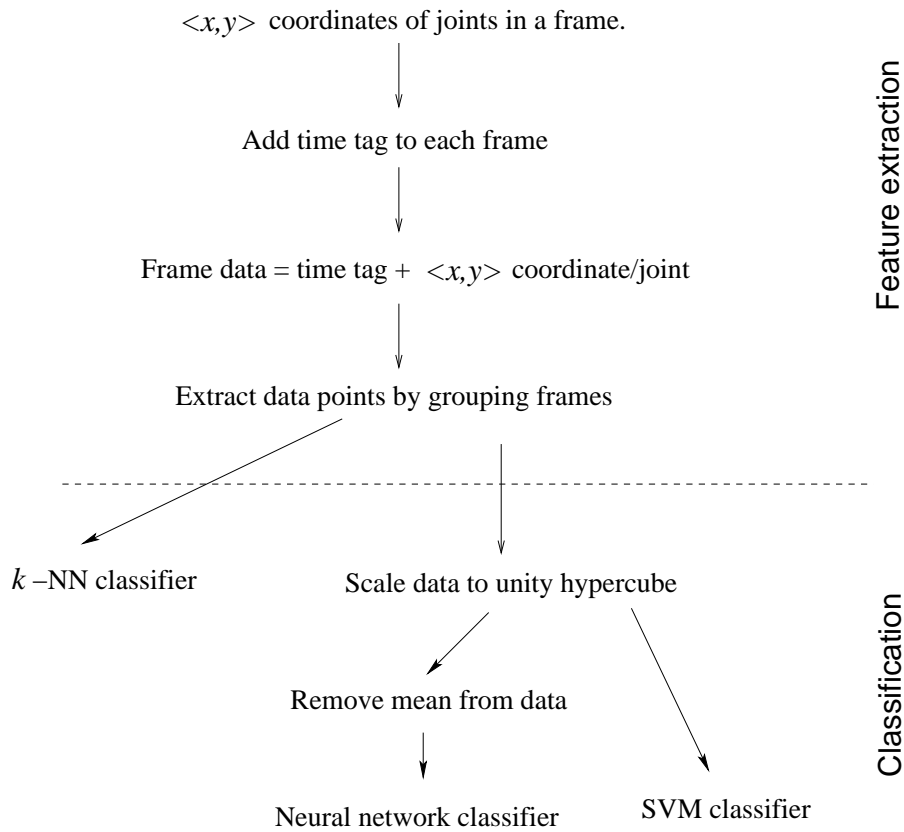 <x,y> coordinates of joints in a frame.
Add time tag to each frame
Frame data = time tag + <x,y> coordinate/joint
Extract data points by grouping frames
Feature extraction
k –NN classifier
Scale data to unity hypercube
Remove mean from data
Neural network classifier
SVM classifier
Classification